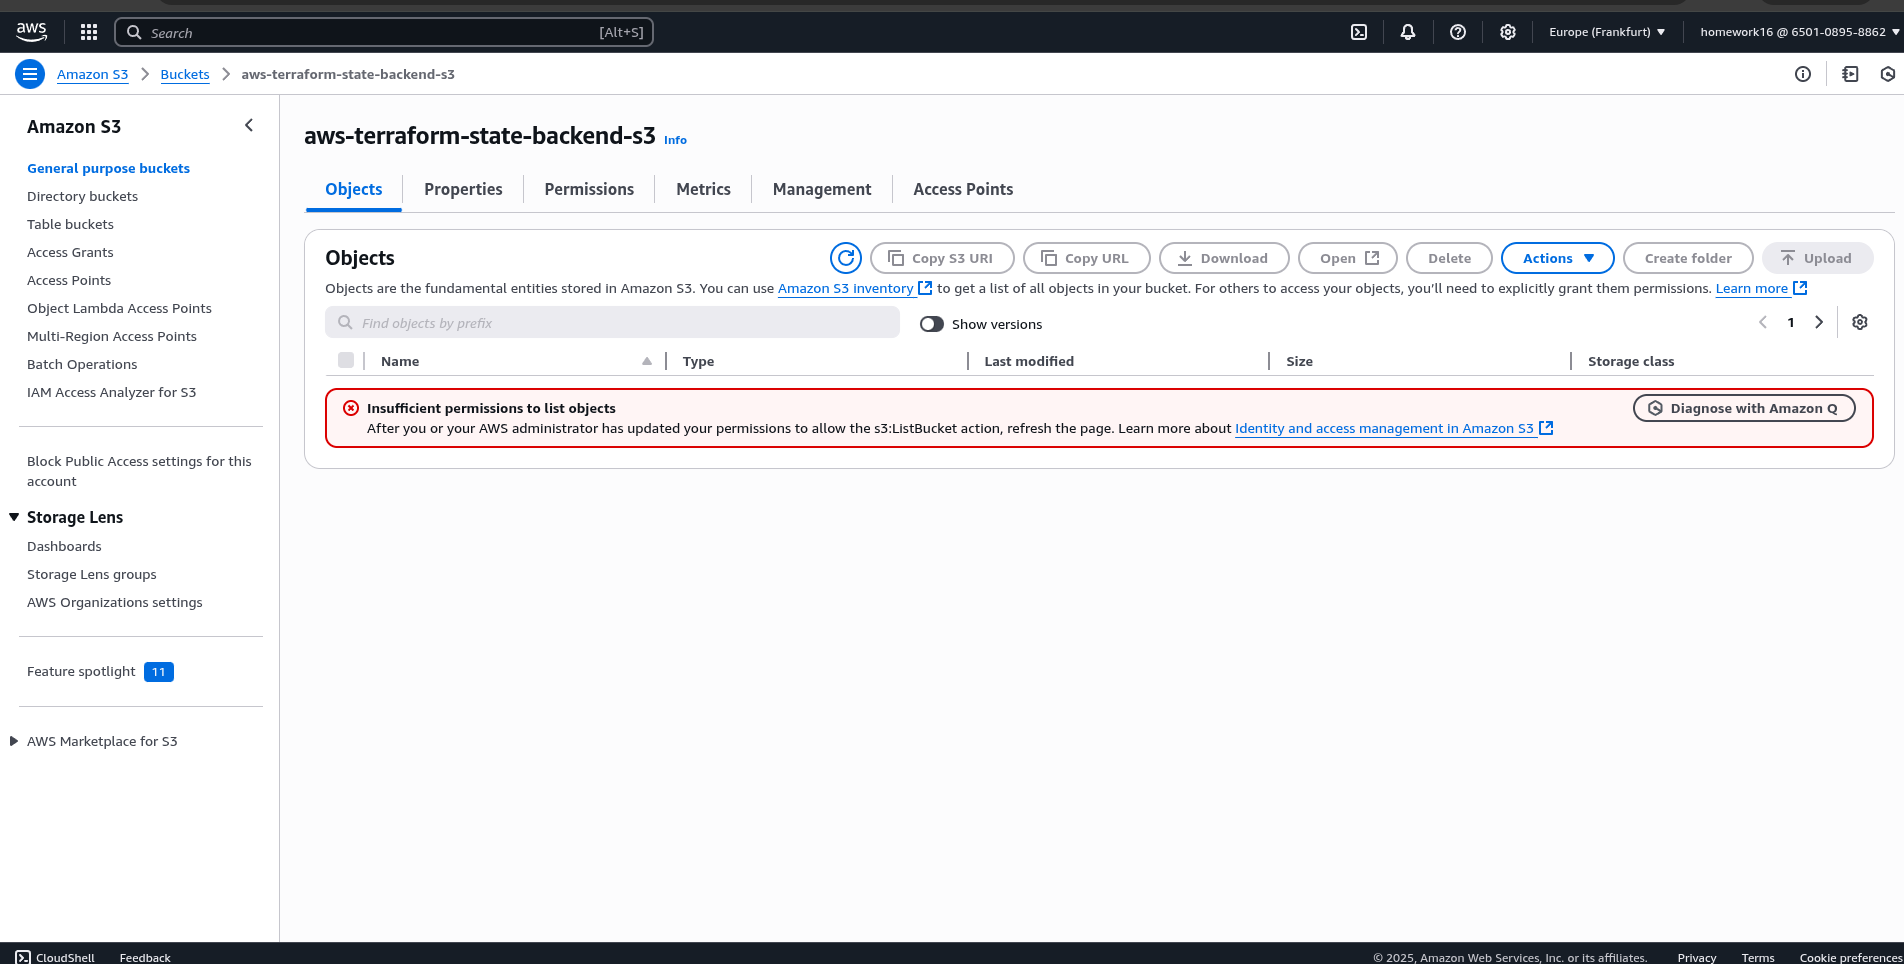 aws
Search [Alt+S]
Europe (Frankfurt)
homework16 @ 6501-0895-8862
Amazon S3
Buckets
aws-terraform-state-backend-s3
Amazon S3
General purpose buckets
Directory buckets
Table buckets
Access Grants
Access Points
Object Lambda Access Points
Multi-Region Access Points
Batch Operations
IAM Access Analyzer for S3
Block Public Access settings for this
account
Storage Lens
Dashboards
Storage Lens groups
AWS Organizations settings
Feature spotlight 11
AWS Marketplace for S3
aws-terraform-state-backend-s3 Info
Objects Properties Permissions Metrics Management Access Points
Objects
Copy S3 URI Copy URL Download Open Delete Actions Create folder Upload
Objects are the fundamental entities stored in Amazon S3. You can use Amazon S3 inventory to get a list of all objects in your bucket. For others to access your objects, you'll need to explicitly grant them permissions. Learn more
Find objects by prefix
Show versions
1
Name Type Last modified Size Storage class
Insufficient permissions to list objects
After you or your AWS administrator has updated your permissions to allow the s3:ListBucket action, refresh the page. Learn more about Identity and access management in Amazon S3
Diagnose with Amazon Q
CloudShell Feedback
© 2025, Amazon Web Services, Inc. or its affiliates. Privacy Terms Cookie preferences